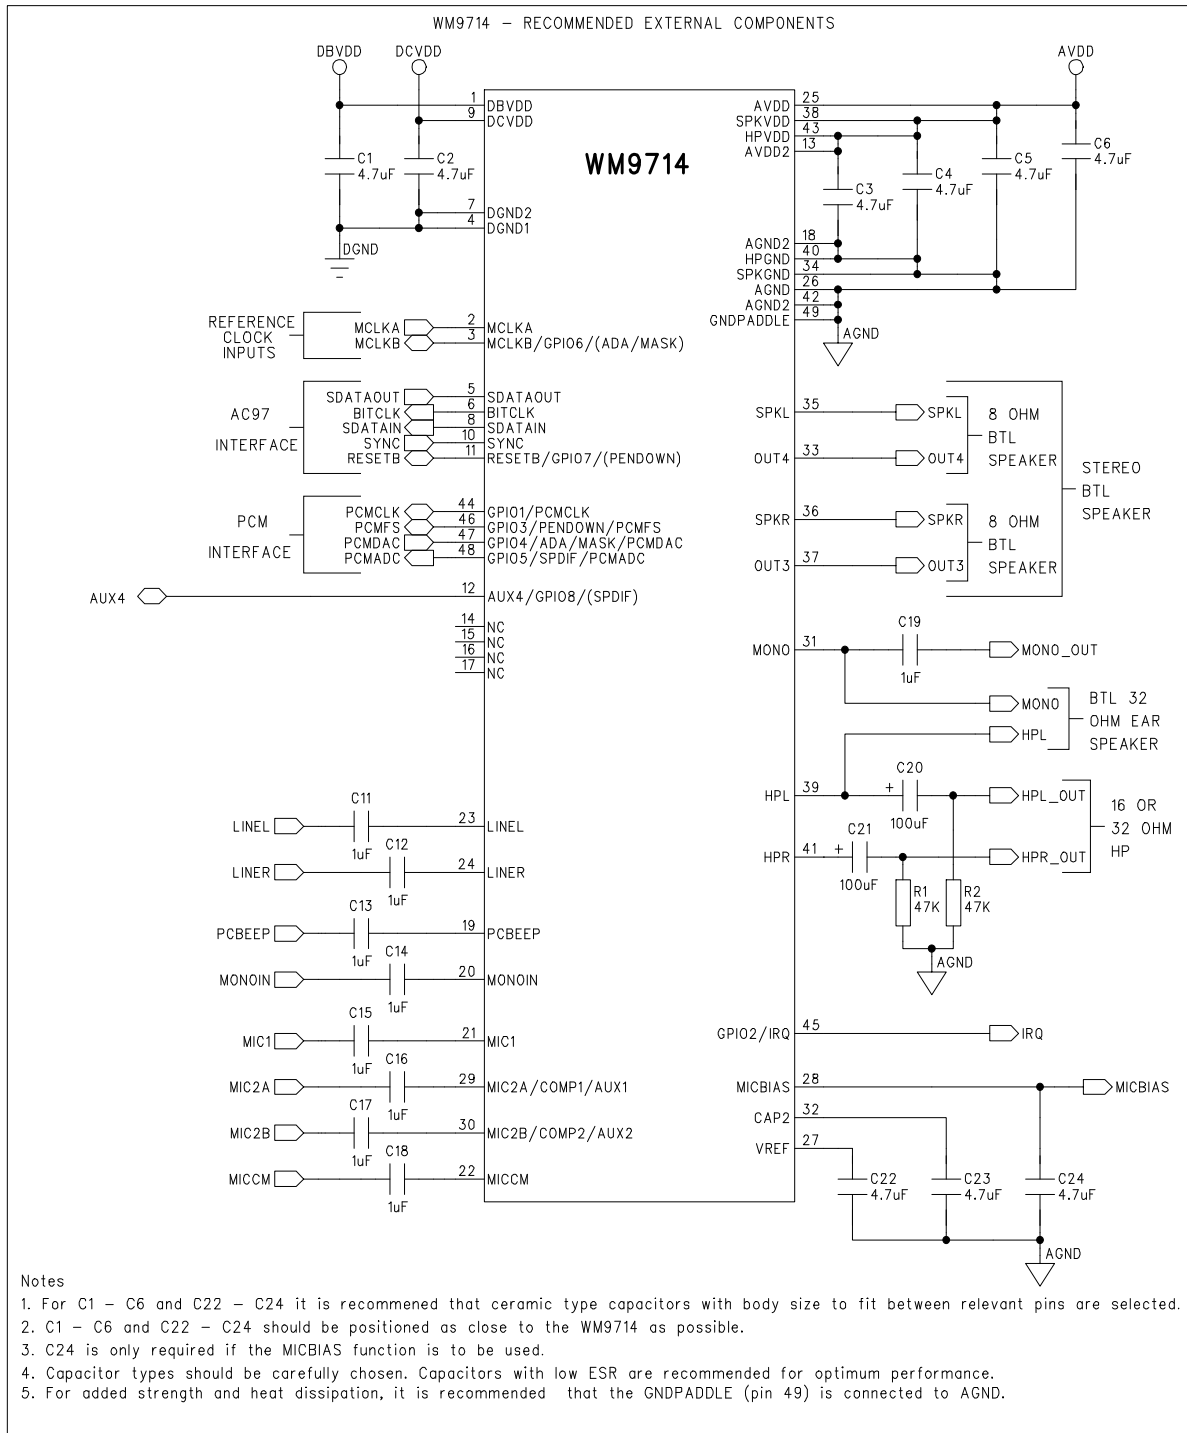 WM9714 – RECOMMENDED EXTERNAL COMPONENTS
DBVDD
DCVDD
AVDD
1
DBVDD
9
DCVDD
WM9714
AVDD
25
SPKVDD
38
HPVDD
43
AVDD2
13
C1
4.7uF
C2
4.7uF
C3
4.7uF
C4
4.7uF
C5
4.7uF
C6
4.7uF
7
DGND2
4
DGND1
DGND
AGND2
18
HPGND
40
SPKGND
34
AGND
26
AGND2
42
GNDPADDLE
49
AGND
REFERENCE
CLOCK
INPUTS
MCLKA
2
MCLKA
MCLKB
3
MCLKB/GPIO6/(ADA/MASK)
AC97
INTERFACE
SDATAOUT
5
SDATAOUT
BITCLK
6
BITCLK
SDATAIN
8
SDATAIN
SYNC
10
SYNC
RESETB
11
RESETB/GPIO7/(PENDOWN)
PCM
INTERFACE
PCMCLK
44
GPIO1/PCMCLK
PCMFS
46
GPIO3/PENDOWN/PCMFS
PCMDAC
47
GPIO4/ADA/MASK/PCMDAC
PCMADC
48
GPIO5/SPDIF/PCMADC
AUX4
12
AUX4/GPIO8/(SPDIF)
14
NC
15
NC
16
NC
17
NC
SPKL
35
SPKL
OUT4
33
OUT4
8 OHM
BTL
SPEAKER
SPKR
36
SPKR
OUT3
37
OUT3
8 OHM
BTL
SPEAKER
STEREO
BTL
SPEAKER
MONO
31
C19
1uF
MONO_OUT
MONO
HPL
BTL 32
OHM EAR
SPEAKER
HPL
39
+
C20
100uF
HPL_OUT
HPR
41
+
C21
100uF
HPR_OUT
16 OR
32 OHM
HP
R1
47K
R2
47K
AGND
LINEL
C11
1uF
23
LINEL
LINER
C12
1uF
24
LINER
PCBEEP
C13
1uF
19
PCBEEP
MONOIN
C14
1uF
20
MONOIN
MIC1
C15
1uF
21
MIC1
MIC2A
C16
1uF
29
MIC2A/COMP1/AUX1
MIC2B
C17
1uF
30
MIC2B/COMP2/AUX2
MICCM
C18
1uF
22
MICCM
GPIO2/IRQ
45
IRQ
MICBIAS
28
MICBIAS
CAP2
32
VREF
27
C22
4.7uF
C23
4.7uF
C24
4.7uF
AGND
Notes
1. For C1 – C6 and C22 – C24 it is recommened that ceramic type capacitors with body size to fit between relevant pins are selected.
2. C1 – C6 and C22 – C24 should be positioned as close to the WM9714 as possible.
3. C24 is only required if the MICBIAS function is to be used.
4. Capacitor types should be carefully chosen. Capacitors with low ESR are recommended for optimum performance.
5. For added strength and heat dissipation, it is recommended that the GNDPADDLE (pin 49) is connected to AGND.